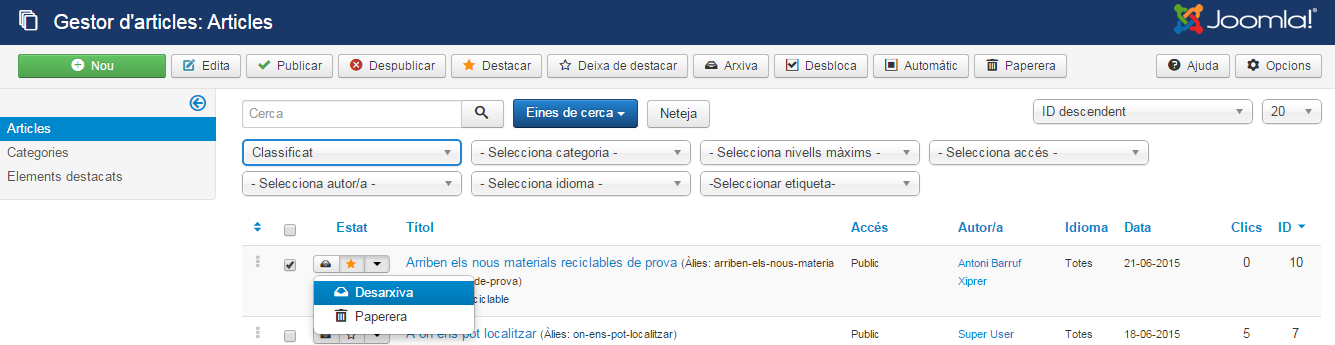 Gestor d'articles: Articles
Joomla!®
Nou Edita Publicar Despublicar Destacar Deixa de destacar Arxiva Desbloca Automàtic Paperera Ajuda Opcions
Articles
Categories
Elements destacats
Cerca Eines de cerca Neteja ID descendent 20
Classificat - Selecciona categoria - - Selecciona nivells màxims - - Selecciona accés -
- Selecciona autor/a - - Selecciona idioma - -Seleccionar etiqueta-
Estat Títol Accés Autor/a Idioma Data Clics ID
Arriben els nous materials reciclables de prova (Àlies: arriben-els-nous-materia Public Antoni Barruf Totes 21-06-2015 0 10
de-prova) Xiprer
Desarxiva ciclable
Paperera
A on ens pot localitzar (Àlies: on-ens-pot-localitzar) Public Super User Totes 18-06-2015 5 7